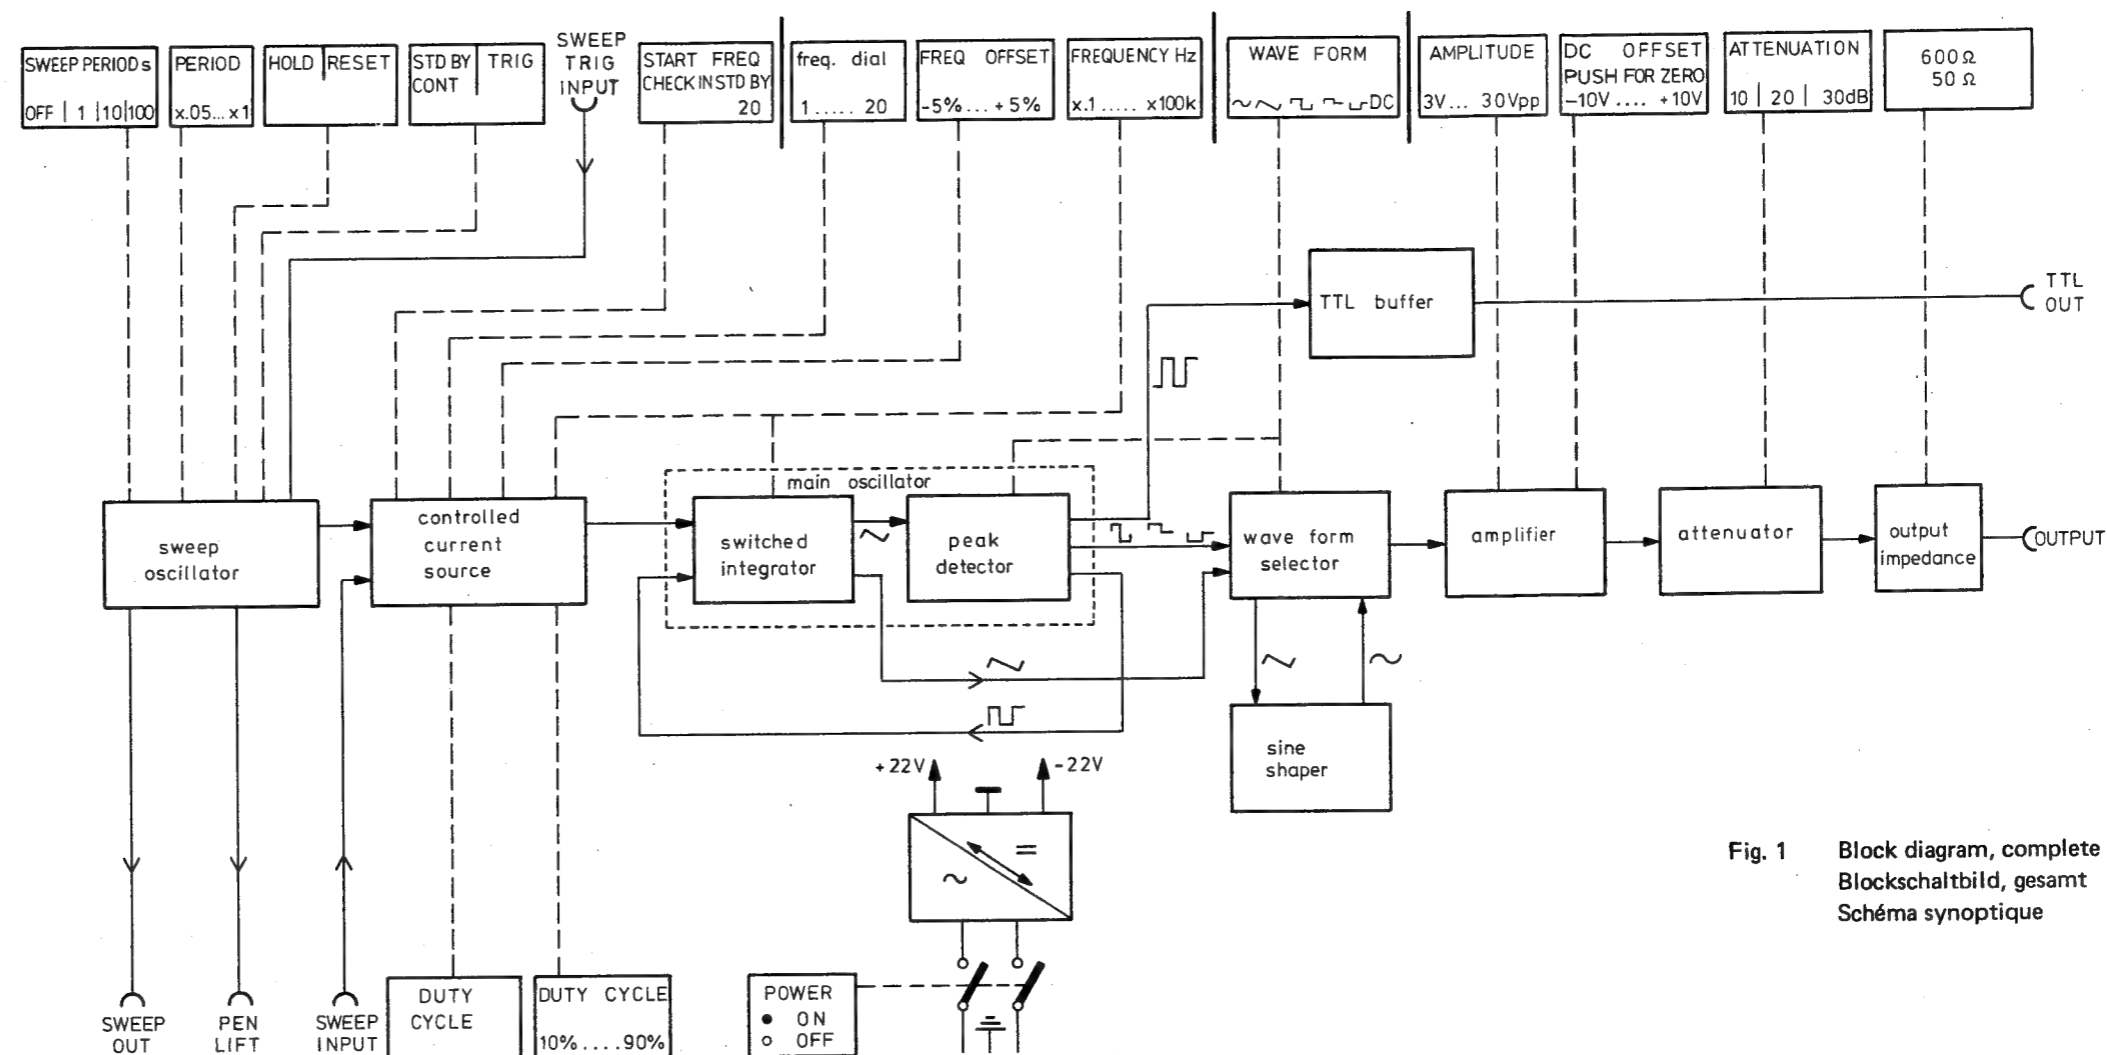 SWEEP PERIODs
OFF | 1 | 10 | 100
PERIOD
x.05... x1
HOLD | RESET
STD BY | TRIG
CONT
SWEEP
TRIG
INPUT
START FREQ
CHECK IN STD BY
20
freq. dial
1 ..... 20
FREQ OFFSET
-5%... +5%
FREQUENCY Hz
x.1 ..... x100k
WAVE FORM
DC
AMPLITUDE
3V... 30Vpp
DC OFFSET
PUSH FOR ZERO
-10V .... +10V
ATTENUATION
10 | 20 | 30dB
600 Ω
50 Ω
TTL buffer
TTL
OUT
main oscillator
sweep
oscillator
controlled
current
source
switched
integrator
peak
detector
wave form
selector
amplifier
attenuator
output
impedance
OUTPUT
sine
shaper
+22V
-22V
=
~
Fig. 1 Block diagram, complete
Blockschaltbild, gesamt
Schéma synoptique
SWEEP
OUT
PEN
LIFT
SWEEP
INPUT
DUTY
CYCLE
DUTY CYCLE
10% .... 90%
POWER
● ON
○ OFF